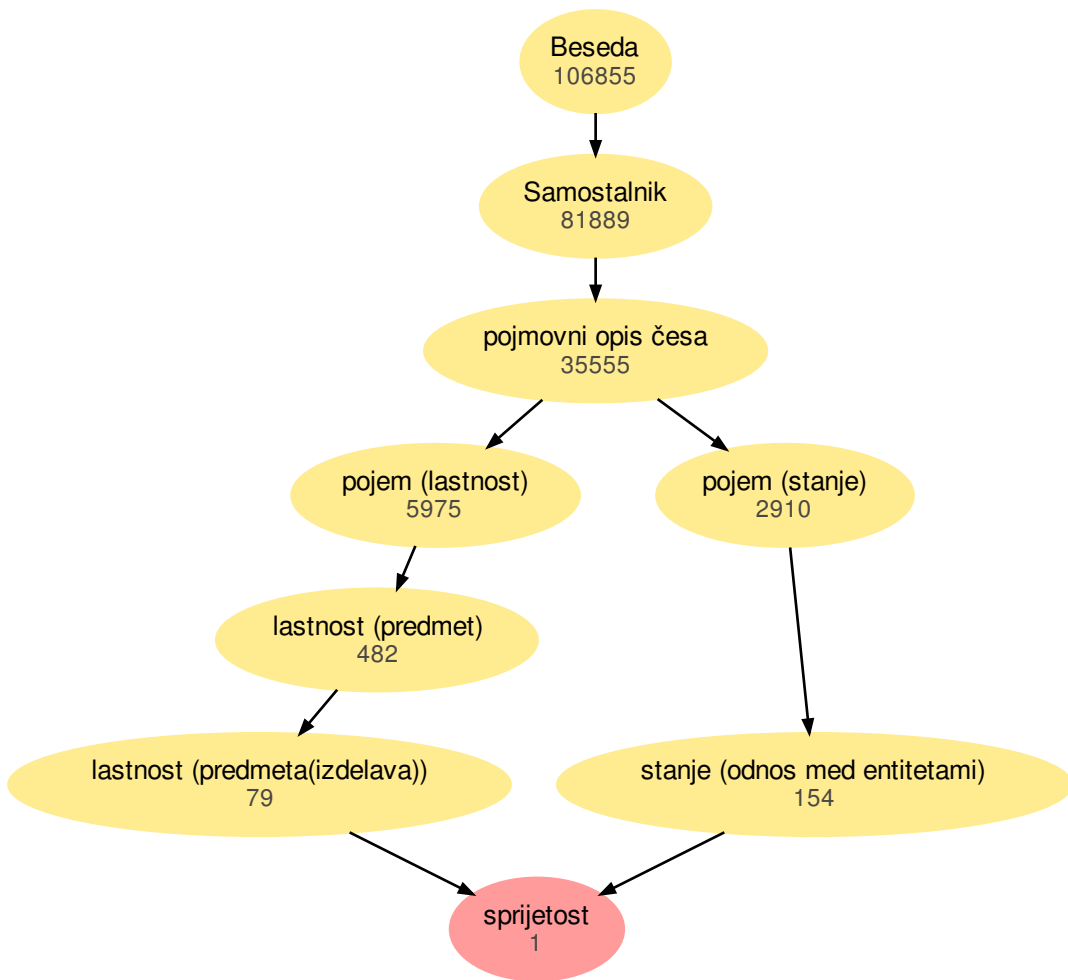 Beseda
106855
Samostalnik
81889
pojmovni opis česa
35555
pojem (lastnost)
5975
pojem (stanje)
2910
lastnost (predmet)
482
lastnost (predmeta(izdelava))
79
stanje (odnos med entitetami)
154
sprijetost
1